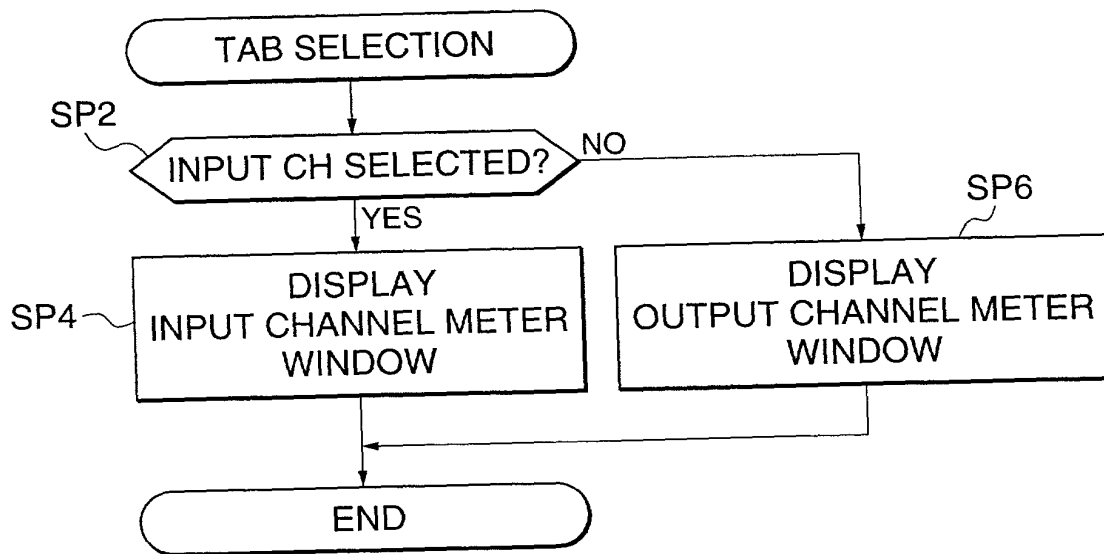 TAB SELECTION
SP2
INPUT CH SELECTED?
NO
YES
SP6
SP4
DISPLAY
INPUT CHANNEL METER
WINDOW
DISPLAY
OUTPUT CHANNEL METER
WINDOW
END